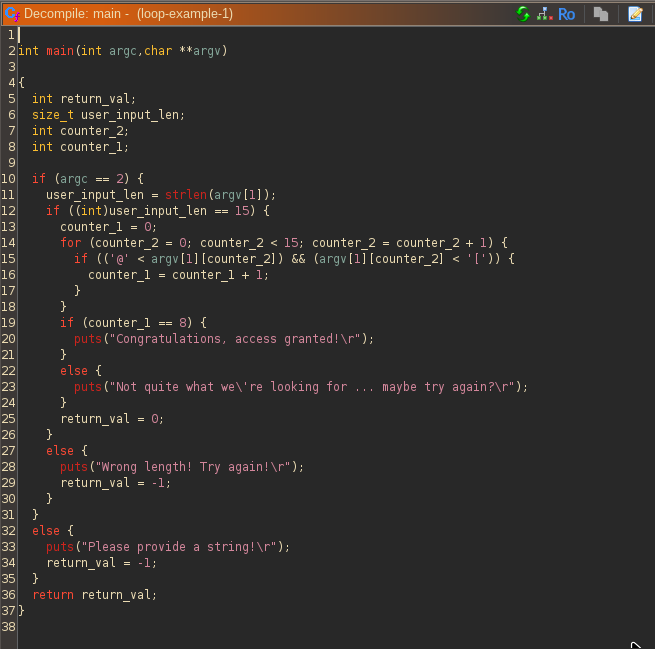 Decompile: main - (loop-example-1)
Ro
1
2 int main(int argc,char **argv)
3
4 {
5   int return_val;
6   size_t user_input_len;
7   int counter_2;
8   int counter_1;
9
10   if (argc == 2) {
11     user_input_len = strlen(argv[1]);
12     if ((int)user_input_len == 15) {
13       counter_1 = 0;
14       for (counter_2 = 0; counter_2 < 15; counter_2 = counter_2 + 1) {
15         if (('@' < argv[1][counter_2]) && (argv[1][counter_2] < '[')) {
16           counter_1 = counter_1 + 1;
17         }
18       }
19       if (counter_1 == 8) {
20         puts("Congratulations, access granted!\r");
21       }
22       else {
23         puts("Not quite what we\'re looking for ... maybe try again?\r");
24       }
25       return_val = 0;
26     }
27     else {
28       puts("Wrong length! Try again!\r");
29       return_val = -1;
30     }
31   }
32   else {
33     puts("Please provide a string!\r");
34     return_val = -1;
35   }
36   return return_val;
37 }
38